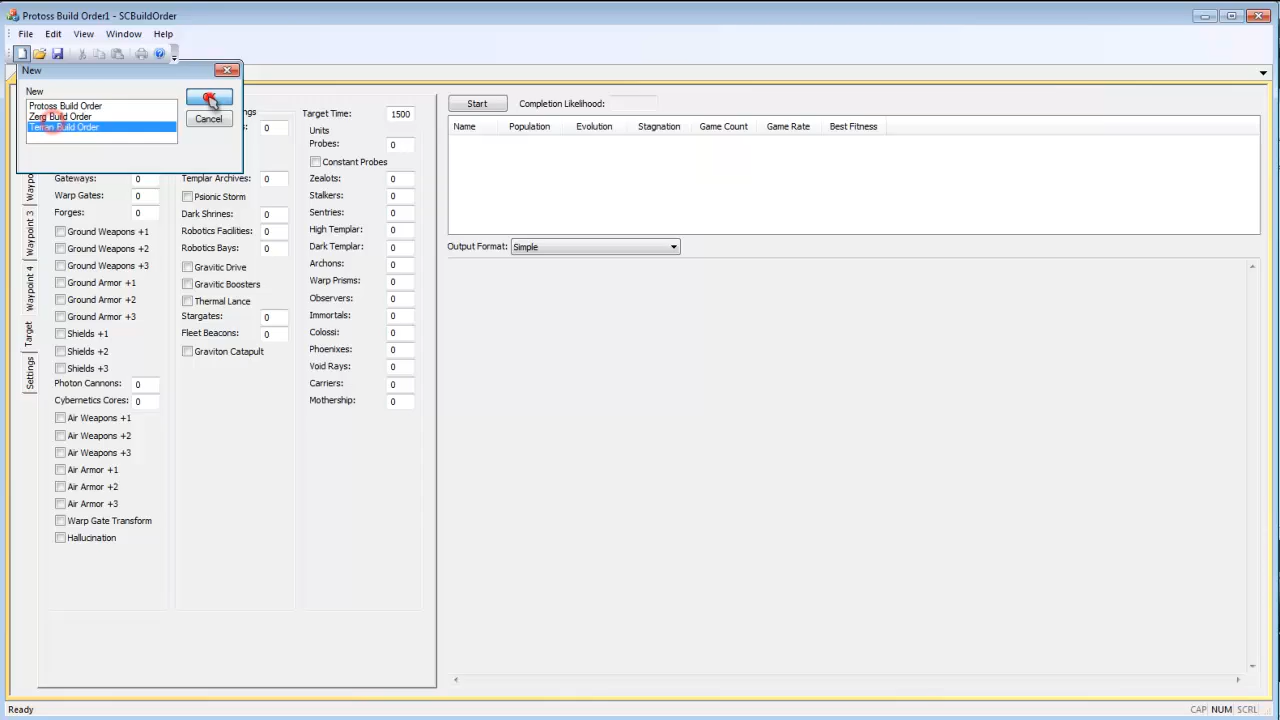 Protoss Build Order1 - SCBuildOrder
File Edit View Window Help
New
New
Protoss Build Order
Zerg Build Order
Terran Build Order
Cancel
Target Time: 1500
Start Completion Likelihood:
Name Population Evolution Stagnation Game Count Game Rate Best Fitness
Output Format: Simple
Waypoint 3
Waypoint 4
Target
Settings
Gateways: 0
Warp Gates: 0
Forges: 0
Ground Weapons +1
Ground Weapons +2
Ground Weapons +3
Ground Armor +1
Ground Armor +2
Ground Armor +3
Shields +1
Shields +2
Shields +3
Photon Cannons: 0
Cybernetics Cores: 0
Air Weapons +1
Air Weapons +2
Air Weapons +3
Air Armor +1
Air Armor +2
Air Armor +3
Warp Gate Transform
Hallucination
0
Templar Archives: 0
Psionic Storm
Dark Shrines: 0
Robotics Facilities: 0
Robotics Bays: 0
Gravitic Drive
Gravitic Boosters
Thermal Lance
Stargates: 0
Fleet Beacons: 0
Graviton Catapult
Units
Probes: 0
Constant Probes
Zealots: 0
Stalkers: 0
Sentries: 0
High Templar: 0
Dark Templar: 0
Archons: 0
Warp Prisms: 0
Observers: 0
Immortals: 0
Colossi: 0
Phoenixes: 0
Void Rays: 0
Carriers: 0
Mothership: 0
Ready CAP NUM SCRL